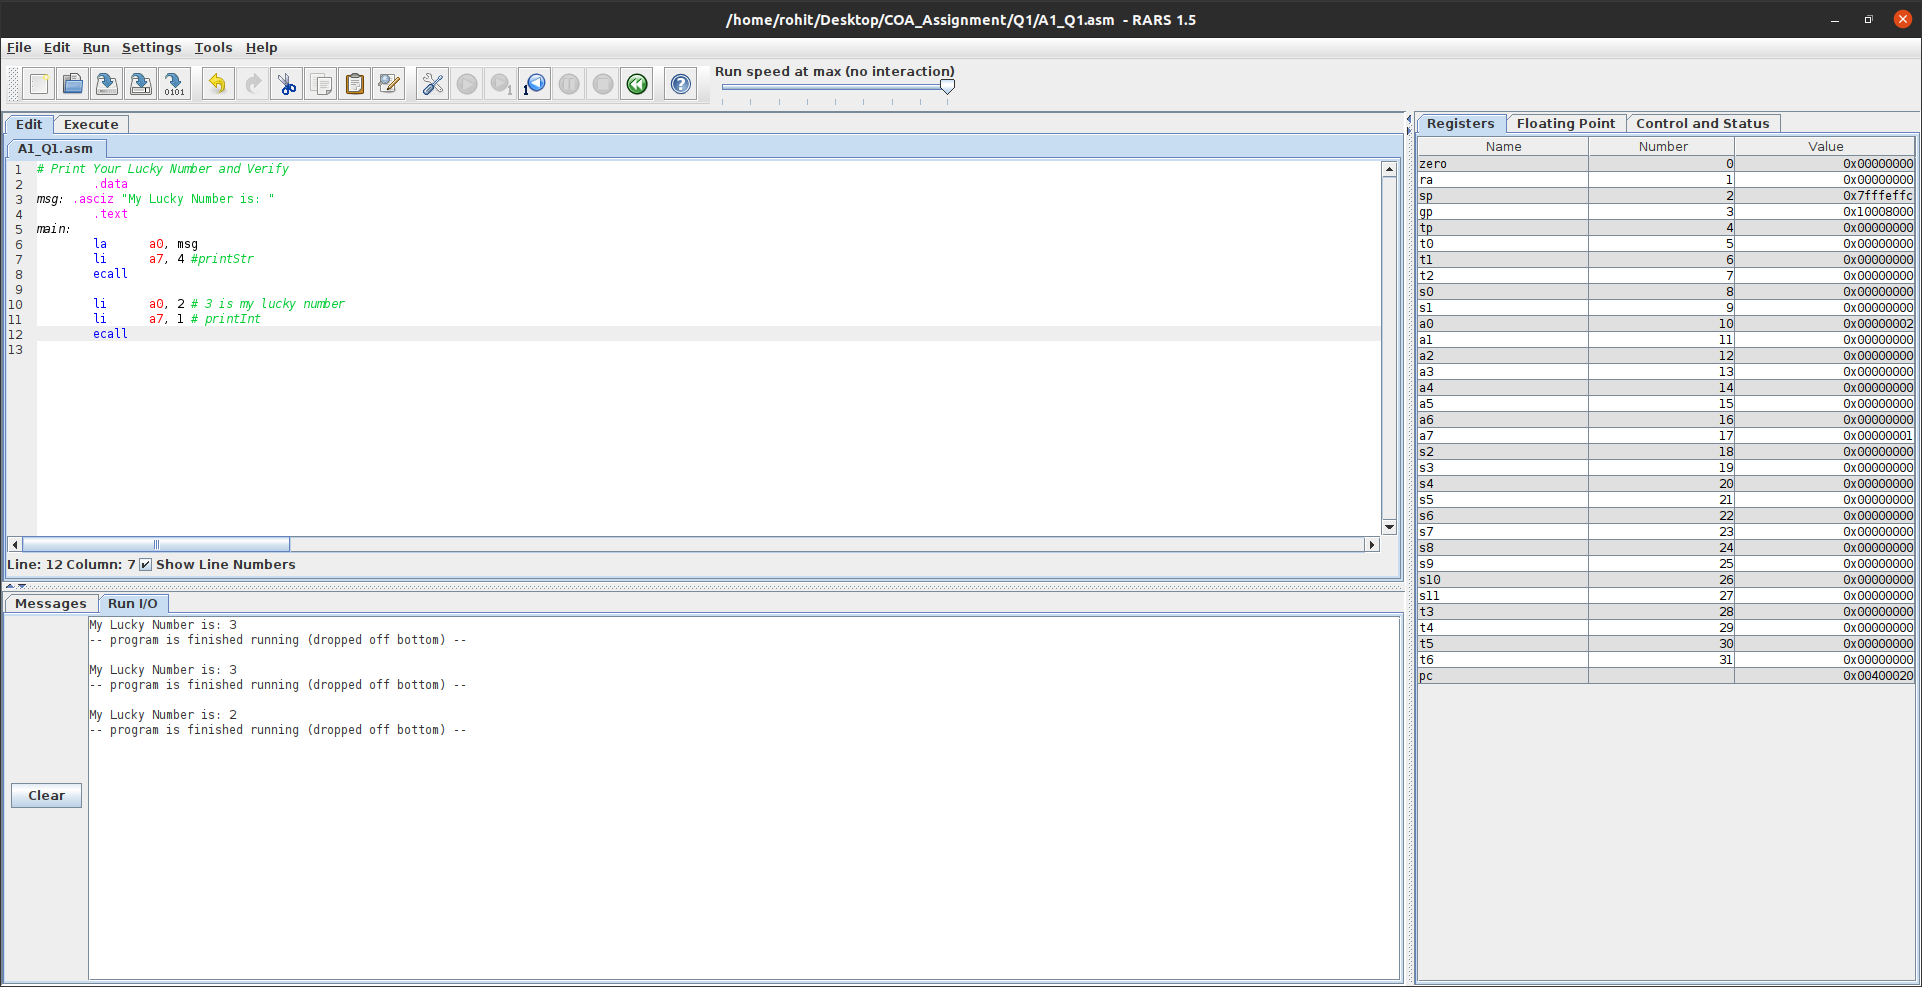 /home/rohit/Desktop/COA_Assignment/Q1/A1_Q1.asm - RARS 1.5
File Edit Run Settings Tools Help
Run speed at max (no interaction)
0101
1
1
Edit Execute
A1_Q1.asm
1 # Print Your Lucky Number and Verify
2 .data
3 msg: .asciz "My Lucky Number is: "
4 .text
5 main:
6 la a0, msg
7 li a7, 4 #printStr
8 ecall
9
10 li a0, 2 # 3 is my lucky number
11 li a7, 1 # printInt
12 ecall
13
Line: 12 Column: 7 Show Line Numbers
Messages Run I/O
My Lucky Number is: 3
-- program is finished running (dropped off bottom) --
My Lucky Number is: 3
-- program is finished running (dropped off bottom) --
My Lucky Number is: 2
-- program is finished running (dropped off bottom) --
Clear
Registers Floating Point Control and Status
Name Number Value
zero 0 0x00000000
ra 1 0x00000000
sp 2 0x7fffeffc
gp 3 0x10008000
tp 4 0x00000000
t0 5 0x00000000
t1 6 0x00000000
t2 7 0x00000000
s0 8 0x00000000
s1 9 0x00000000
a0 10 0x00000002
a1 11 0x00000000
a2 12 0x00000000
a3 13 0x00000000
a4 14 0x00000000
a5 15 0x00000000
a6 16 0x00000000
a7 17 0x00000001
s2 18 0x00000000
s3 19 0x00000000
s4 20 0x00000000
s5 21 0x00000000
s6 22 0x00000000
s7 23 0x00000000
s8 24 0x00000000
s9 25 0x00000000
s10 26 0x00000000
s11 27 0x00000000
t3 28 0x00000000
t4 29 0x00000000
t5 30 0x00000000
t6 31 0x00000000
pc 0x00400020